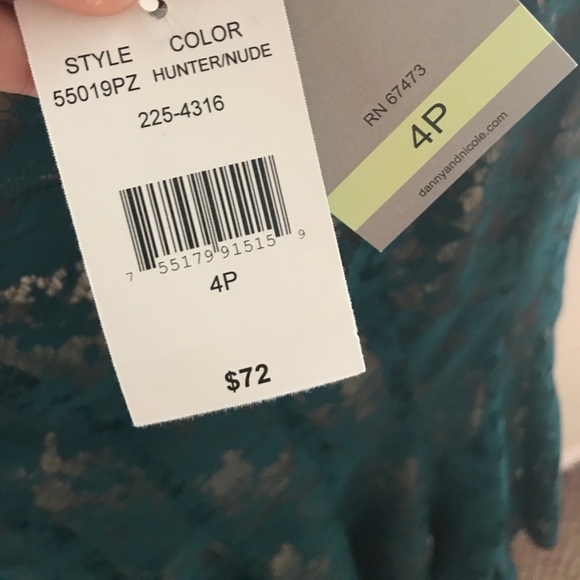 STYLE COLOR
55019PZ HUNTER/NUDE
225-4316
7 55179 91515 9
4P
$72
RN 67473
4P
dannyandnicole.com